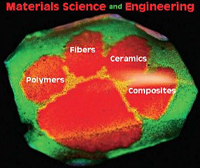 Materials Science and Engineering
Fibers
Ceramics
Polymers
Composites